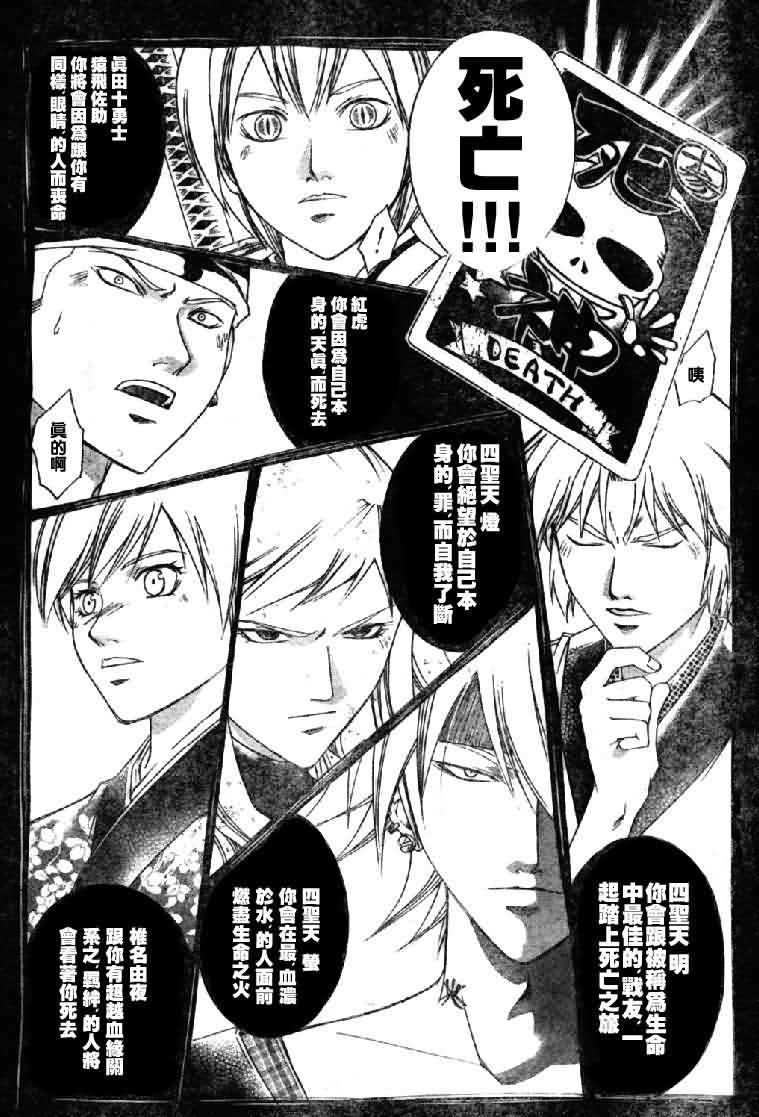 死亡!!!
死
十参
神
DEATH
眞田十勇士
猿飛佐助
你將會因爲跟你有
同樣,眼睛,的人而喪命
紅虎
你會因爲自己本
身的,天眞,而死去
眞的啊
咦
四聖天 燈
你會絕望於自己本
身的,罪,而自我了斷
四聖天 明
你會跟被稱爲生命
中最佳的,戰友,一
起踏上死亡之旅
四聖天 螢
你會在最,血濃
於水,的人面前
燃盡生命之火
椎名由夜
跟你有超越血緣關
系之,羈絆,的人將
會看著你死去